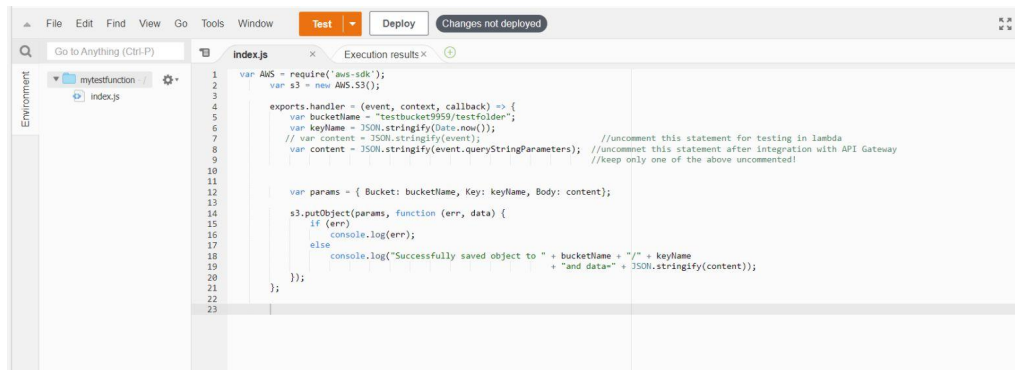 File Edit Find View Go Tools Window Test Deploy Changes not deployed
Go to Anything (Ctrl-P)
index.js × Execution results ×
Environment
mytestfunction - /
index.js
1 var AWS = require('aws-sdk');
2 var s3 = new AWS.S3();
3
4 exports.handler = (event, context, callback) => {
5 var bucketName = "testbucket9959/testfolder";
6 var keyName = JSON.stringify(Date.now());
7 // var content = JSON.stringify(event); //uncomment this statement for testing in lambda
8 var content = JSON.stringify(event.queryStringParameters); //uncommnet this statement after integration with API Gateway
9 //keep only one of the above uncommented!
10
11
12 var params = { Bucket: bucketName, Key: keyName, Body: content};
13
14 s3.putObject(params, function (err, data) {
15 if (err)
16 console.log(err);
17 else
18 console.log("Successfully saved object to " + bucketName + "/" + keyName
19 + "and data=" + JSON.stringify(content));
20 });
21 };
22
23